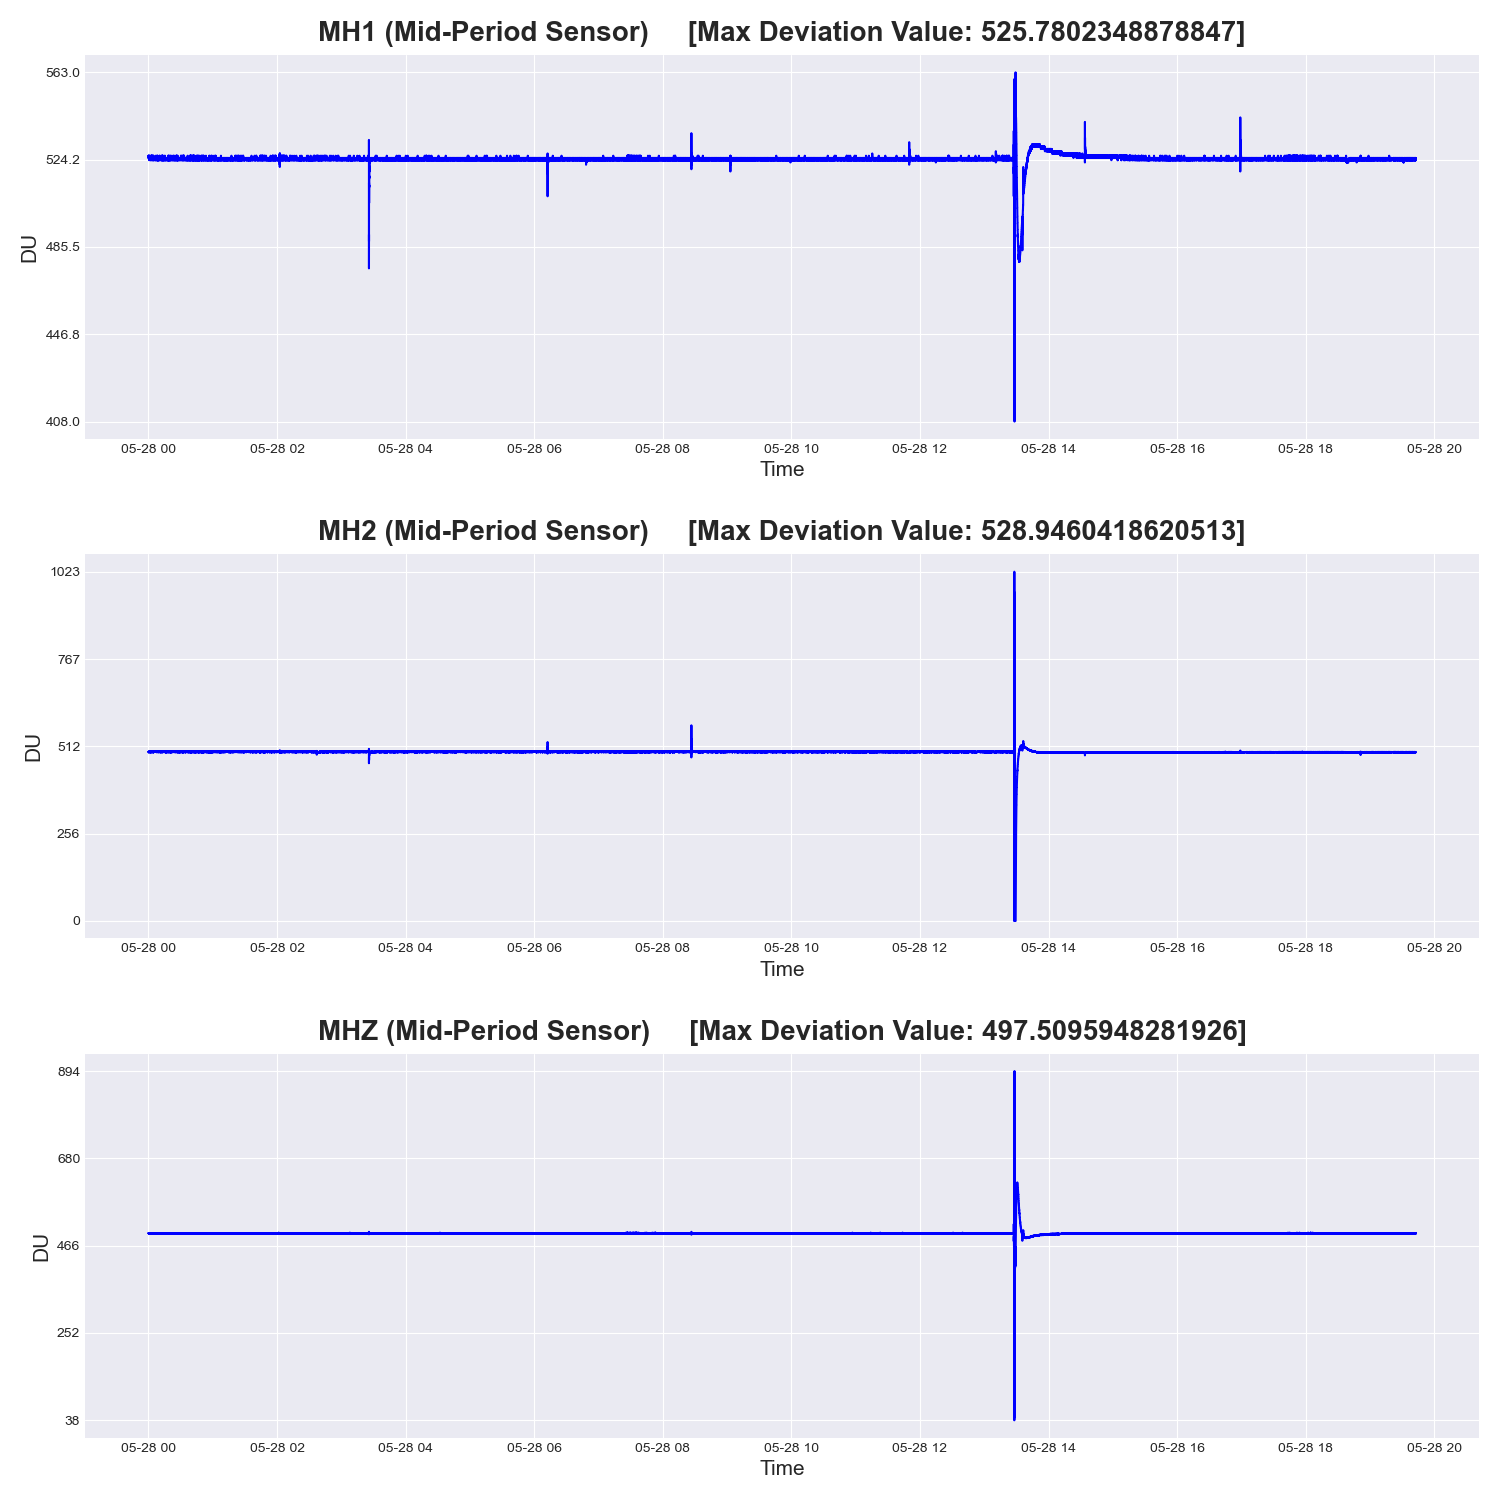 MH1 (Mid-Period Sensor) [Max Deviation Value: 525.7802348878847]
563.0
524.2
485.5
446.8
408.0
DU
05-28 00 05-28 02 05-28 04 05-28 06 05-28 08 05-28 10 05-28 12 05-28 14 05-28 16 05-28 18 05-28 20
Time
MH2 (Mid-Period Sensor) [Max Deviation Value: 528.9460418620513]
1023
767
512
256
0
DU
05-28 00 05-28 02 05-28 04 05-28 06 05-28 08 05-28 10 05-28 12 05-28 14 05-28 16 05-28 18 05-28 20
Time
MHZ (Mid-Period Sensor) [Max Deviation Value: 497.5095948281926]
894
680
466
252
38
DU
05-28 00 05-28 02 05-28 04 05-28 06 05-28 08 05-28 10 05-28 12 05-28 14 05-28 16 05-28 18 05-28 20
Time